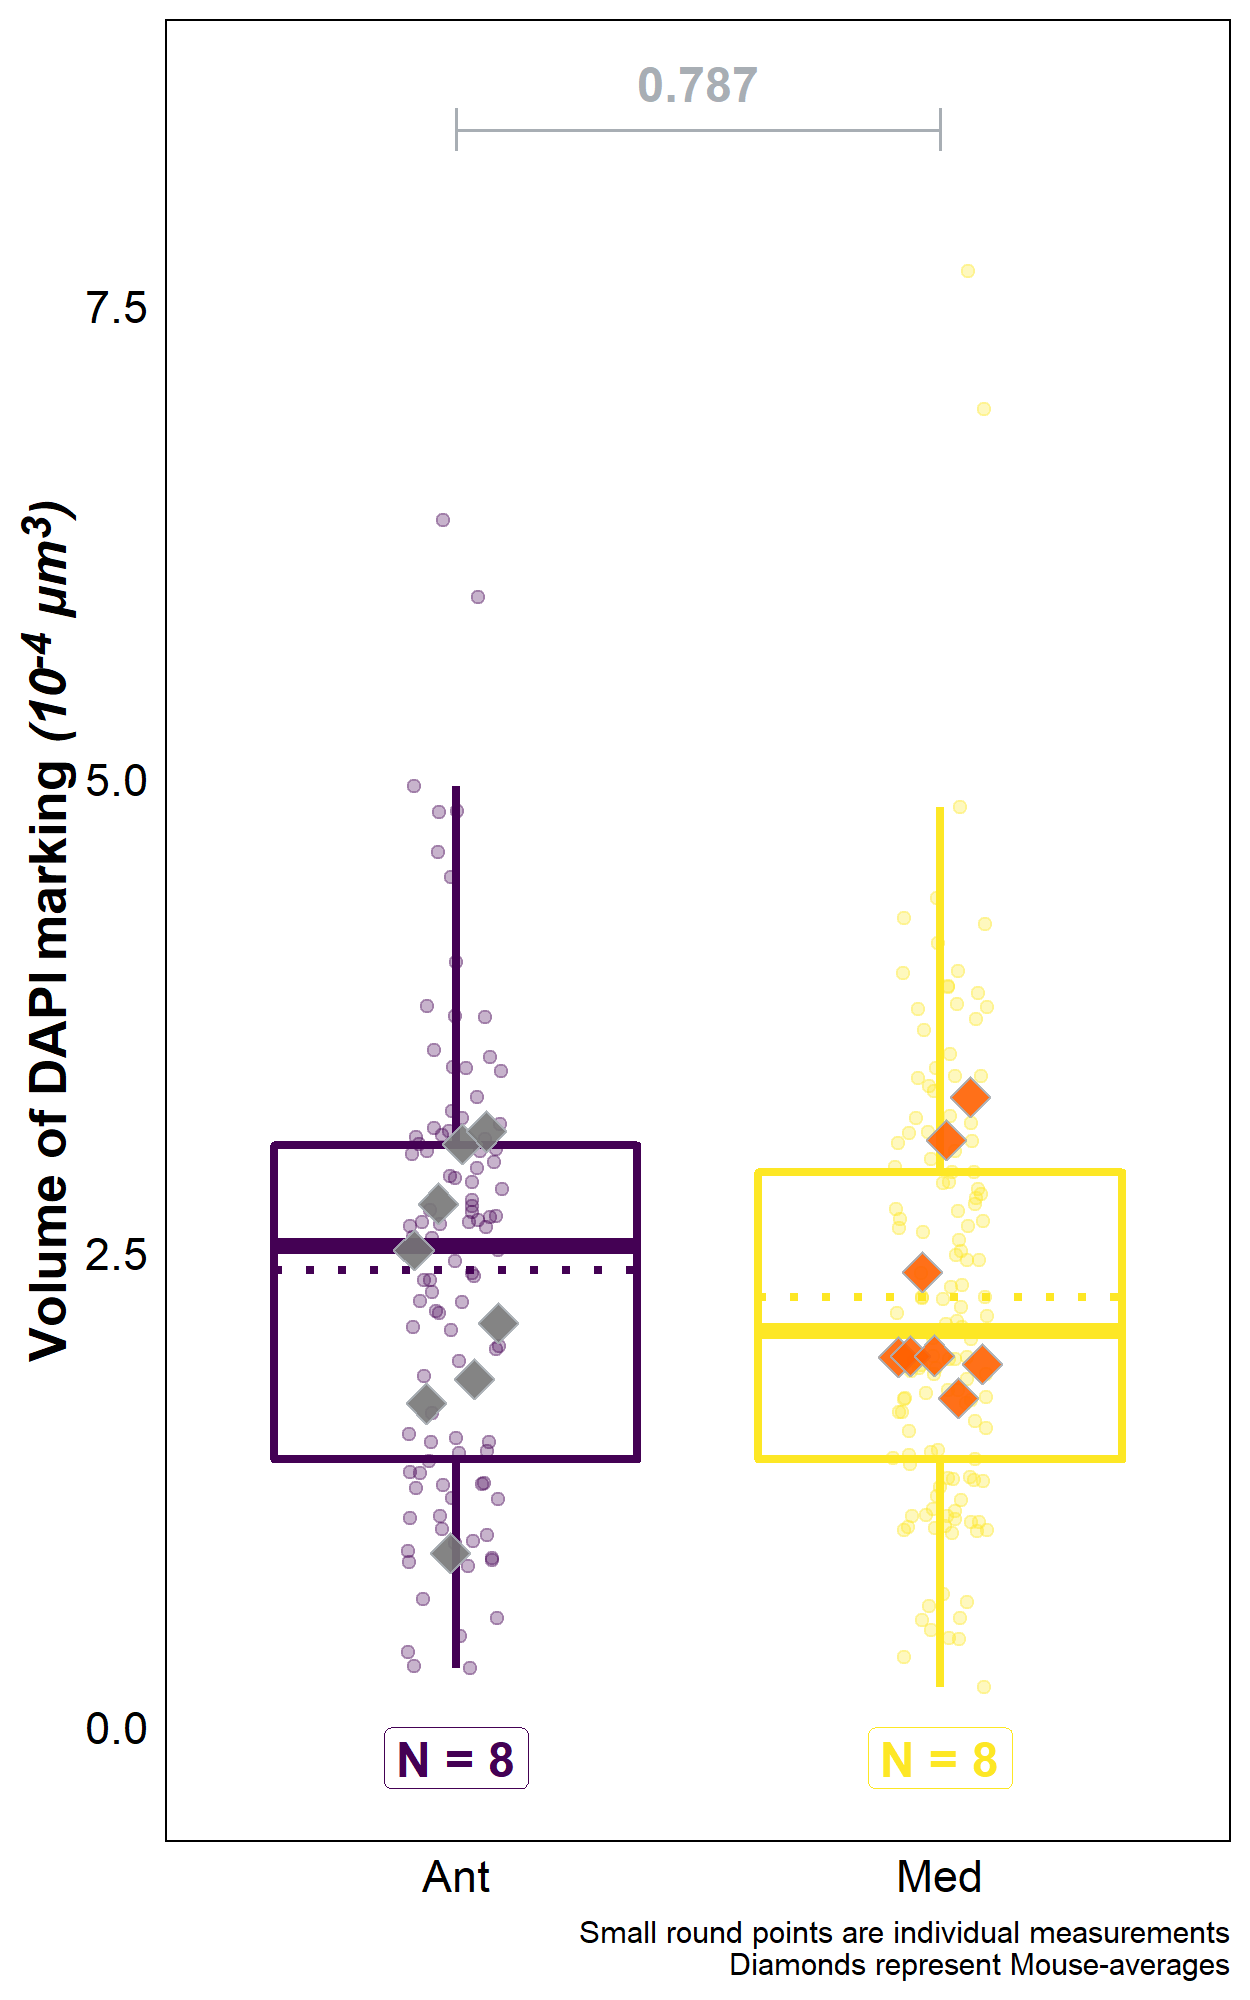 0.787
7.5
5.0
2.5
0.0
Volume of DAPI marking (10⁻⁴ μm³)
N = 8
N = 8
Ant
Med
Small round points are individual measurements
Diamonds represent Mouse-averages